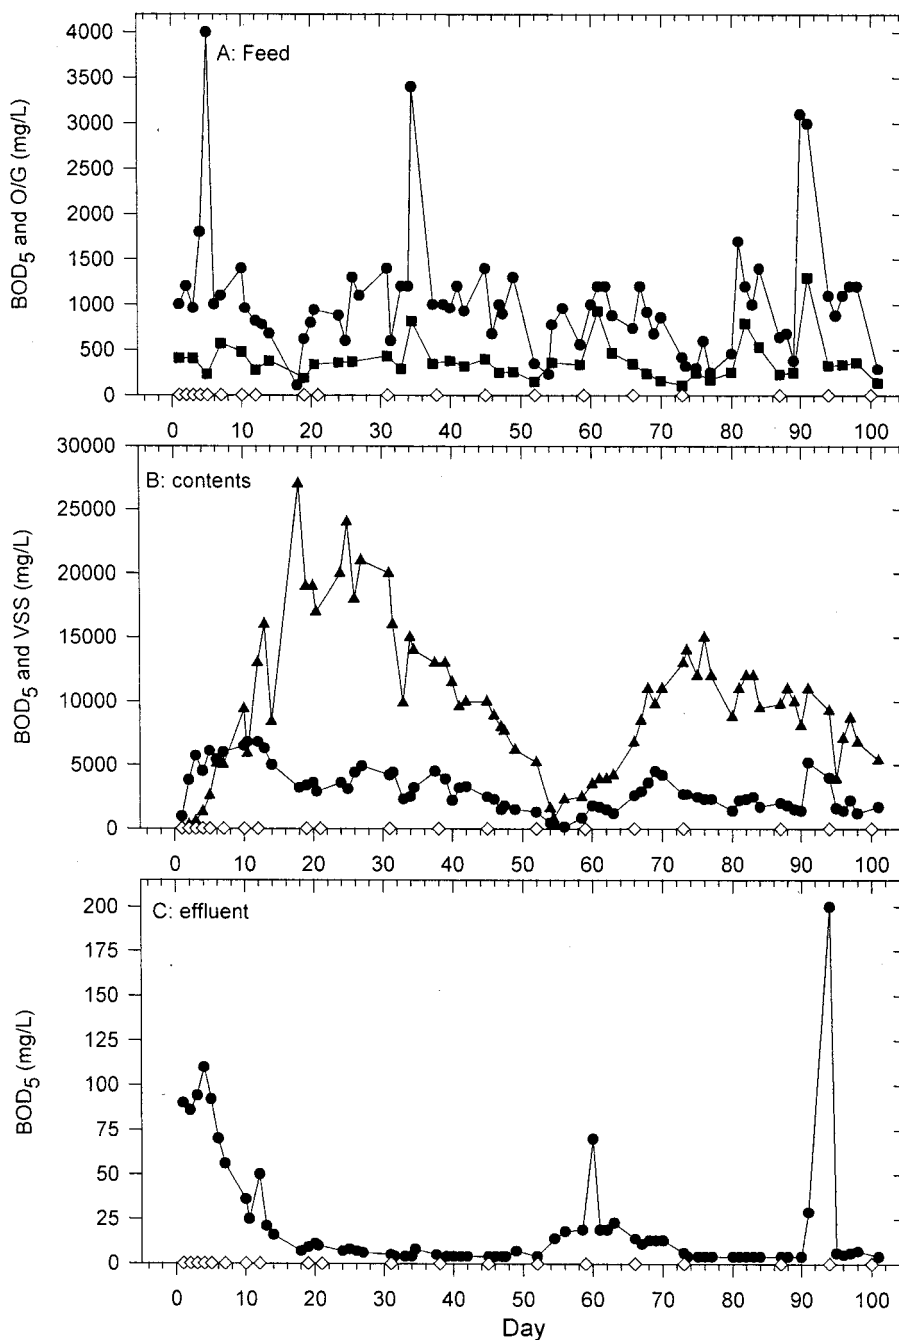 A: Feed
BOD5 and O/G (mg/L)
4000
3500
3000
2500
2000
1500
1000
500
0
0 10 20 30 40 50 60 70 80 90 100
B: contents
BOD5 and VSS (mg/L)
30000
25000
20000
15000
10000
5000
0
0 10 20 30 40 50 60 70 80 90 100
C: effluent
BOD5 (mg/L)
200
175
150
125
100
75
50
25
0
0 10 20 30 40 50 60 70 80 90 100
Day